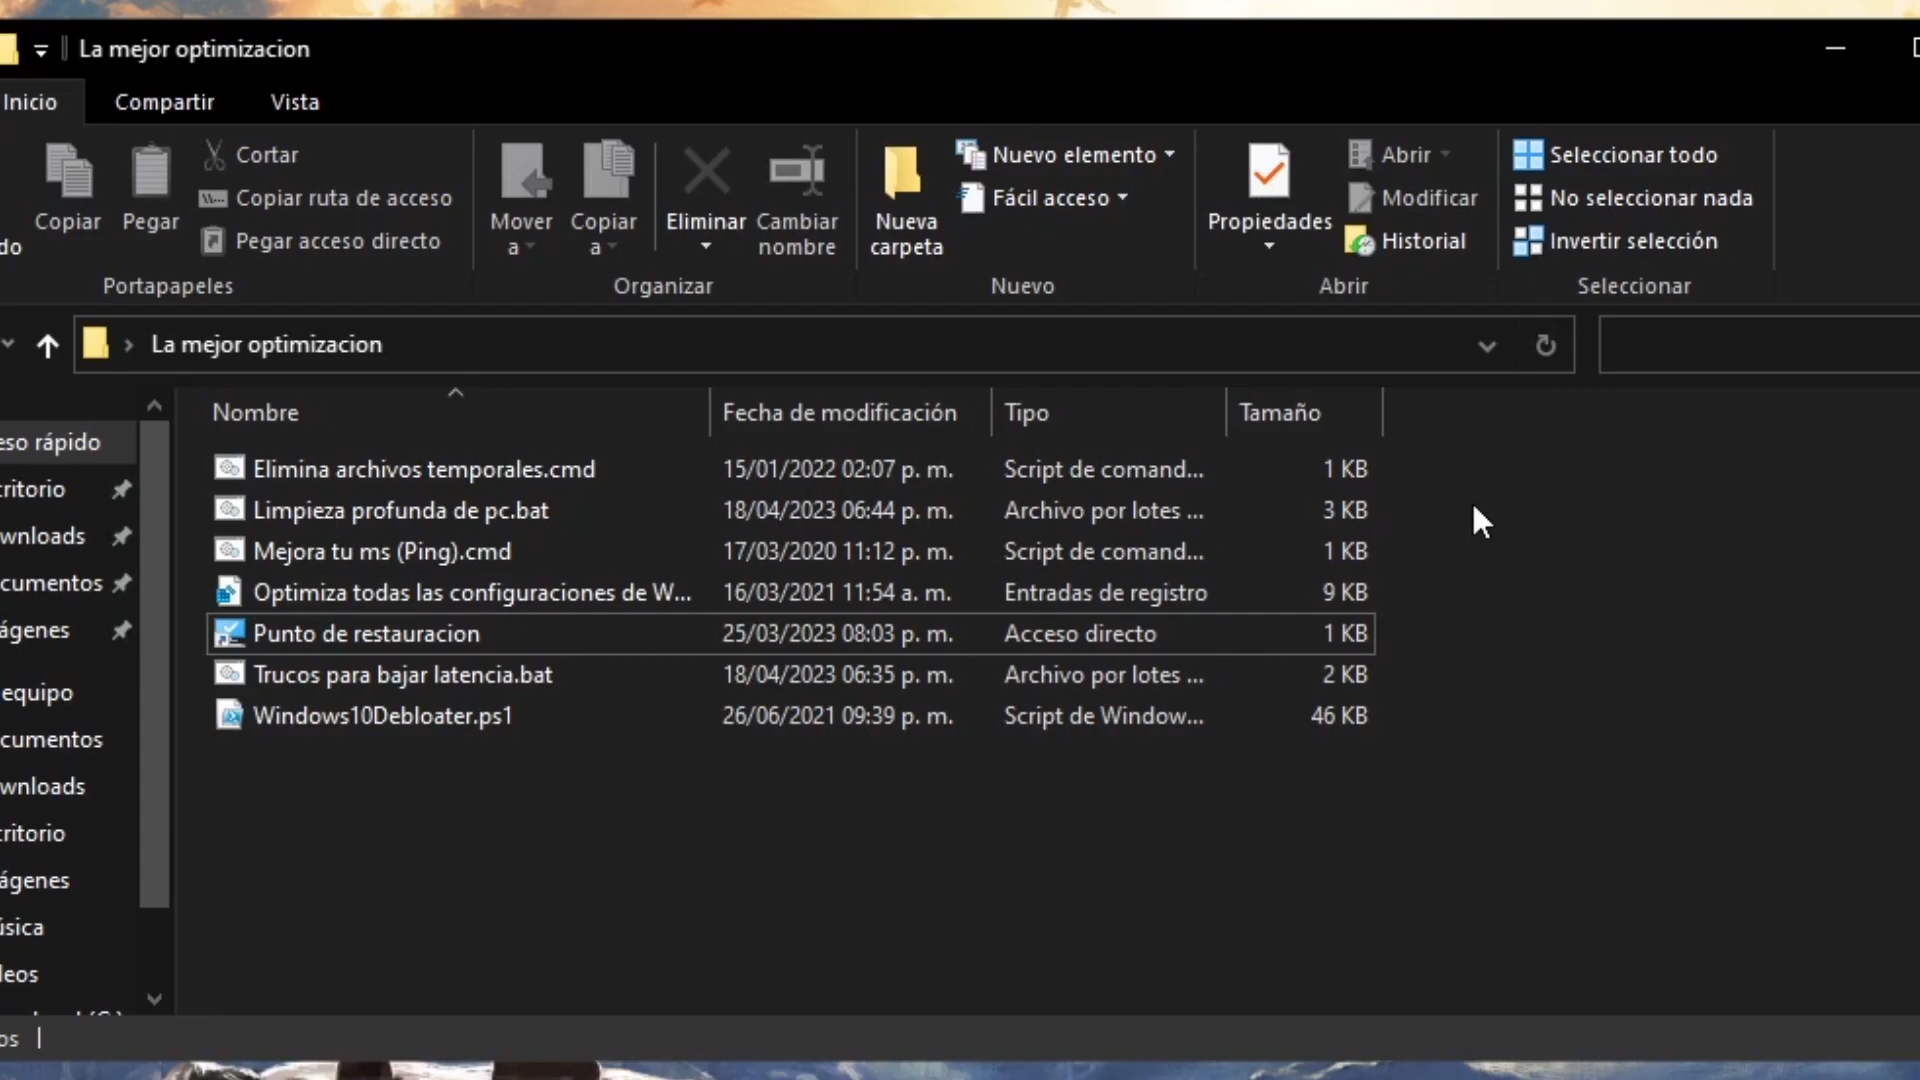 La mejor optimizacion
Inicio Compartir Vista
Copiar
Pegar
Cortar
Copiar ruta de acceso
Pegar acceso directo
do
Portapapeles
Mover
a
Copiar
a
Eliminar
Cambiar
nombre
Organizar
Nueva
carpeta
Nuevo elemento
Fácil acceso
Nuevo
Propiedades
Abrir
Modificar
Historial
Abrir
Seleccionar todo
No seleccionar nada
Invertir selección
Seleccionar
La mejor optimizacion
eso rápido
critorio
wnloads
cumentos
ágenes
equipo
cumentos
wnloads
critorio
ágenes
úsica
deos
os
Nombre Fecha de modificación Tipo Tamaño
Elimina archivos temporales.cmd 15/01/2022 02:07 p. m. Script de comand... 1 KB
Limpieza profunda de pc.bat 18/04/2023 06:44 p. m. Archivo por lotes ... 3 KB
Mejora tu ms (Ping).cmd 17/03/2020 11:12 p. m. Script de comand... 1 KB
Optimiza todas las configuraciones de W... 16/03/2021 11:54 a. m. Entradas de registro 9 KB
Punto de restauracion 25/03/2023 08:03 p. m. Acceso directo 1 KB
Trucos para bajar latencia.bat 18/04/2023 06:35 p. m. Archivo por lotes ... 2 KB
Windows10Debloater.ps1 26/06/2021 09:39 p. m. Script de Window... 46 KB